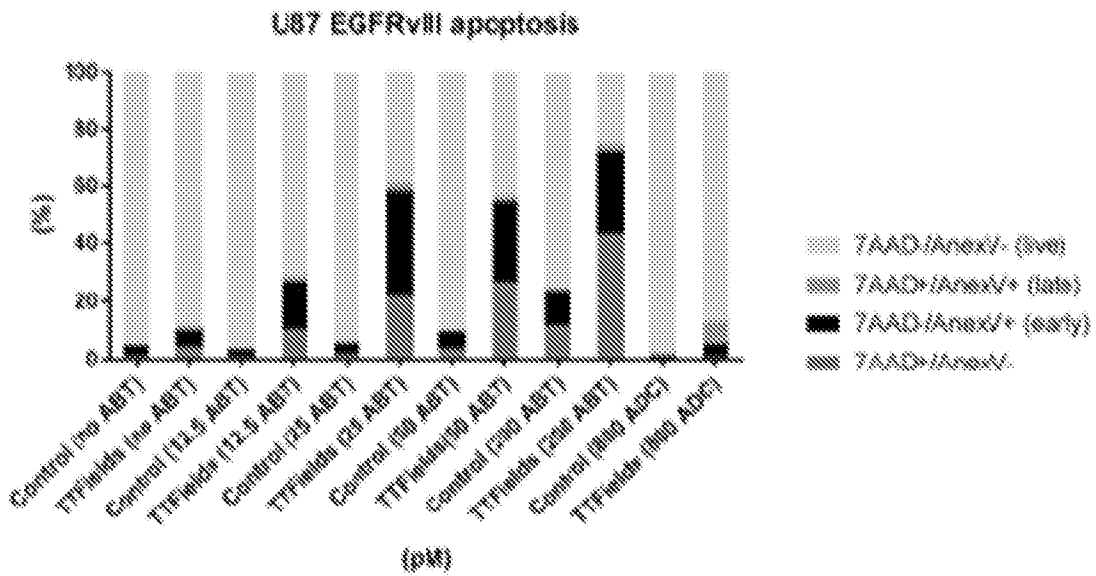 U87 EGFRvIII apoptosis
100
80
60
40
20
0
(%)
Control (no ABT)
TTFields (no ABT)
Control (12.5 ABT)
TTFields (12.5 ABT)
Control (25 ABT)
TTFields (25 ABT)
Control (50 ABT)
TTFields(50 ABT)
Control (200 ABT)
TTFields (200 ABT)
Control (800 ADC)
TTFields (800 ADC)
(pM)
7AAD-/AnexV- (live)
7AAD+/AnexV+ (late)
7AAD-/AnexV+ (early)
7AAD+/AnexV-